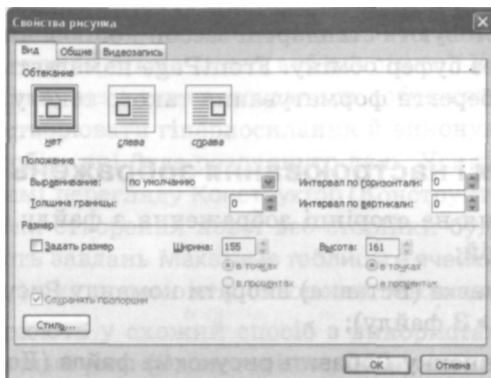 Свойства рисунка
Вид Общие Видеозапись
Обтекание
нет слева справа
Положение
Выравнивание: по умолчанию Интервал по горизонтали: 0
Толщина границы: 0 Интервал по вертикали: 0
Размер
Задать размер Ширина: 155 Высота: 161
в точках в точках
в процентах в процентах
Сохранять пропорции
Стиль...
ОК Отмена